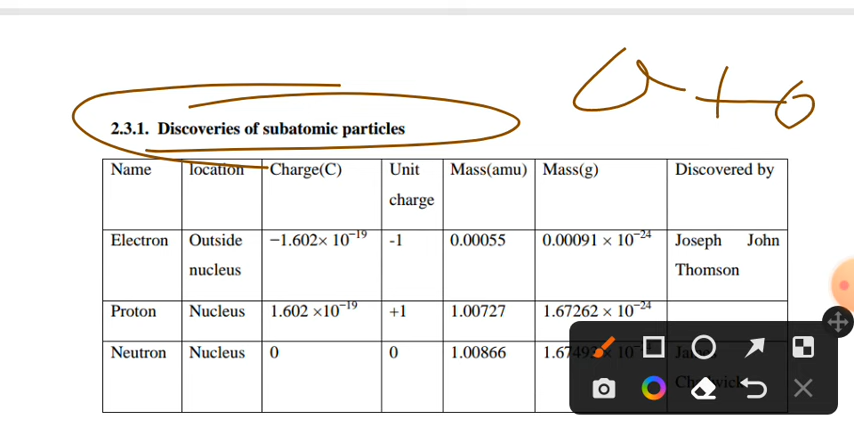 2.3.1. Discoveries of subatomic particles
Name location Charge(C) Unit charge Mass(amu) Mass(g) Discovered by
Electron Outside nucleus −1.602× 10⁻¹⁹ -1 0.00055 0.00091 × 10⁻²⁴ Joseph John Thomson
Proton Nucleus 1.602 ×10⁻¹⁹ +1 1.00727 1.67262 × 10⁻²⁴
Neutron Nucleus 0 0 1.00866